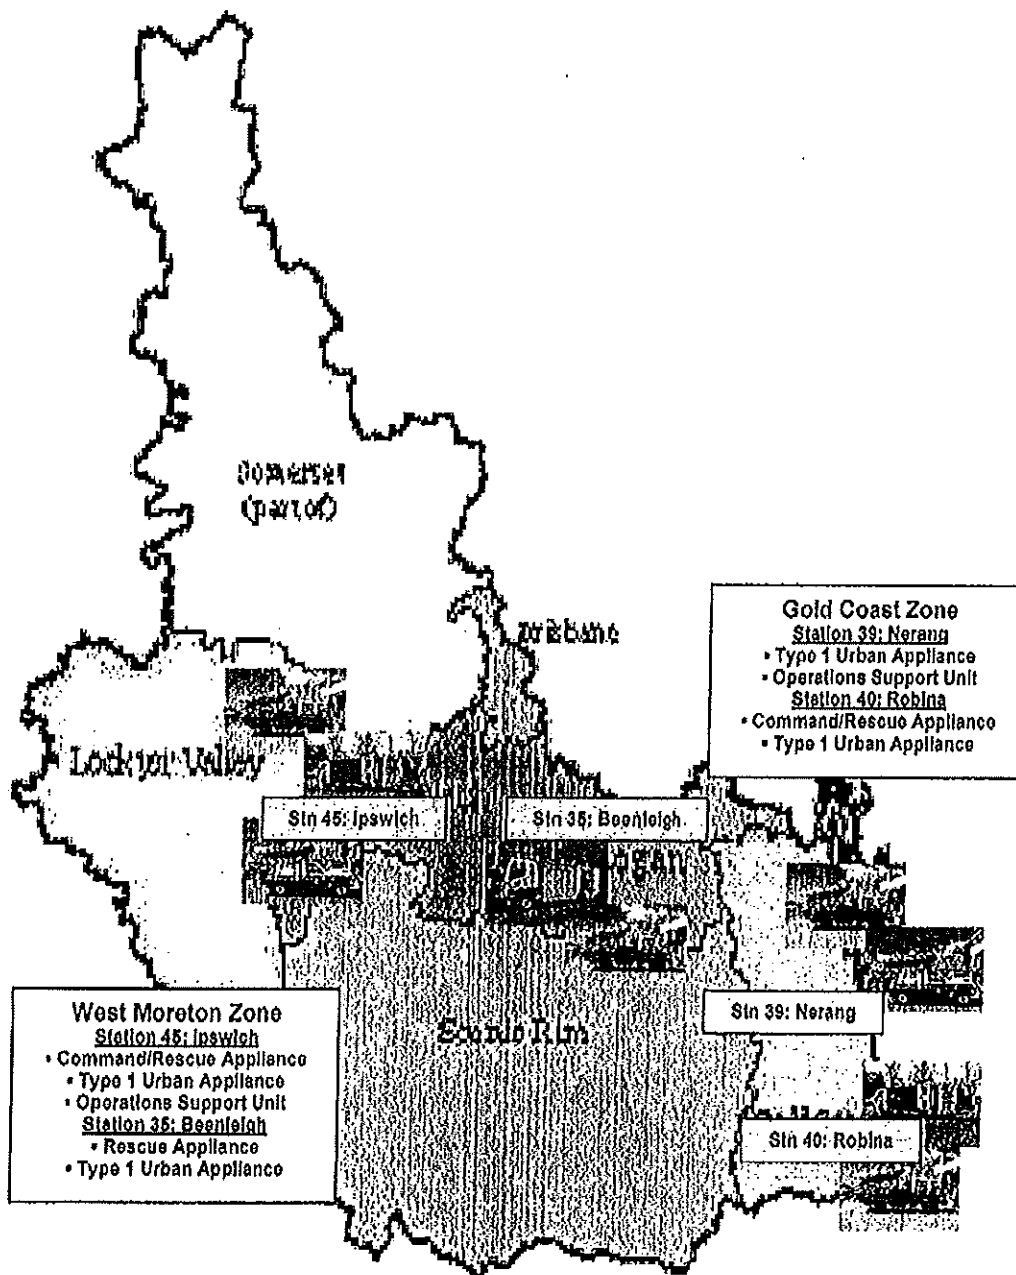 Somerset
(part of)
Brisbane
Gold Coast Zone
Station 39: Nerang
• Type 1 Urban Appliance
• Operations Support Unit
Station 40: Robina
• Command/Rescue Appliance
• Type 1 Urban Appliance
Lockyer Valley
Stn 45: Ipswich
Stn 35: Beenleigh
Logan
West Moreton Zone
Station 45: Ipswich
• Command/Rescue Appliance
• Type 1 Urban Appliance
• Operations Support Unit
Station 35: Beenleigh
• Rescue Appliance
• Type 1 Urban Appliance
Scenic Rim
Stn 39: Nerang
Stn 40: Robina